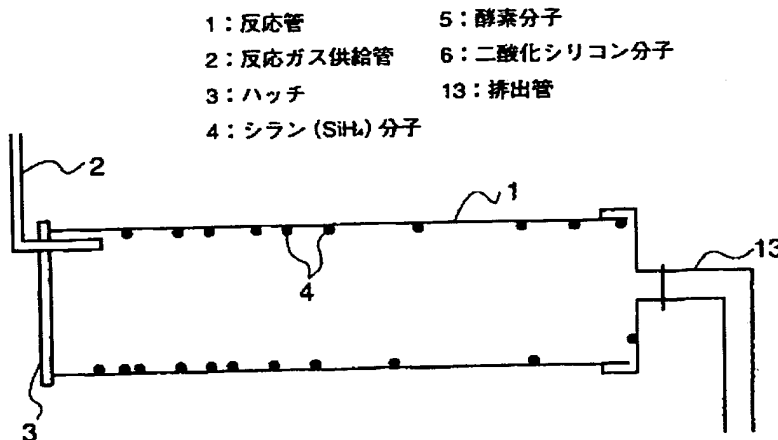 1：反応管 5：酵素分子
2：反応ガス供給管 6：二酸化シリコン分子
3：ハッチ 13：排出管
4：シラン (SiH₄) 分子
2
1
13
4
3